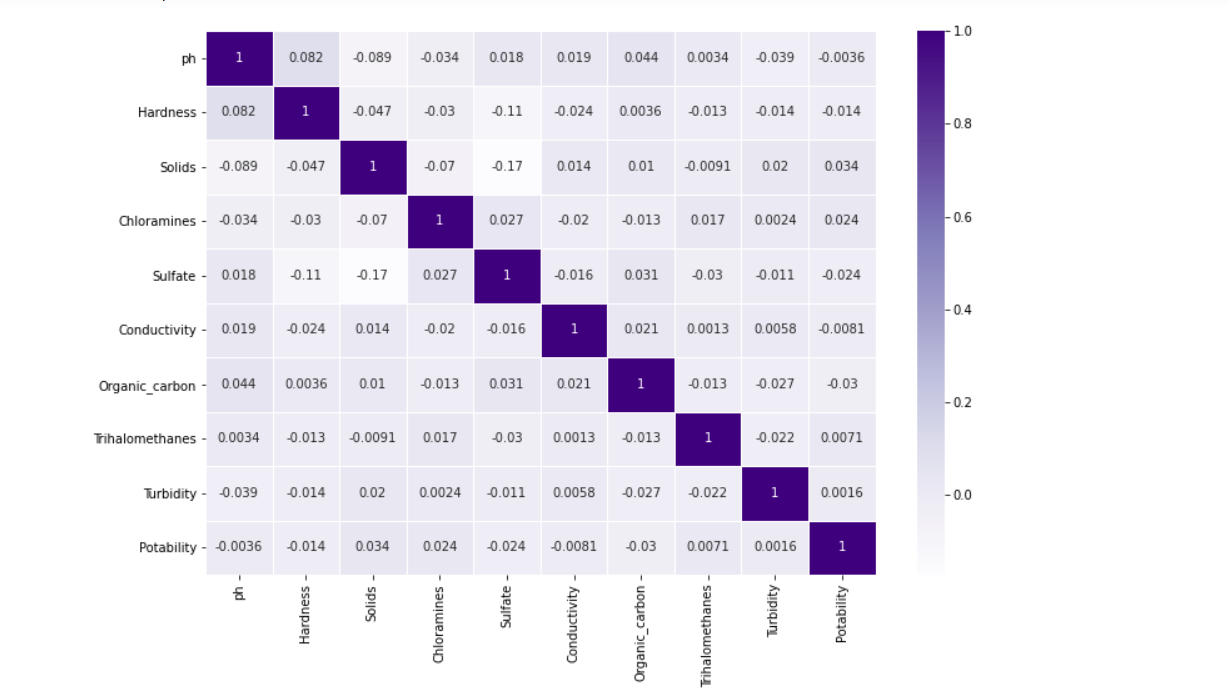 ph 1 0.082 -0.089 -0.034 0.018 0.019 0.044 0.0034 -0.039 -0.0036
Hardness 0.082 1 -0.047 -0.03 -0.11 -0.024 0.0036 -0.013 -0.014 -0.014
Solids -0.089 -0.047 1 -0.07 -0.17 0.014 0.01 -0.0091 0.02 0.034
Chloramines -0.034 -0.03 -0.07 1 0.027 -0.02 -0.013 0.017 0.0024 0.024
Sulfate 0.018 -0.11 -0.17 0.027 1 -0.016 0.031 -0.03 -0.011 -0.024
Conductivity 0.019 -0.024 0.014 -0.02 -0.016 1 0.021 0.0013 0.0058 -0.0081
Organic_carbon 0.044 0.0036 0.01 -0.013 0.031 0.021 1 -0.013 -0.027 -0.03
Trihalomethanes 0.0034 -0.013 -0.0091 0.017 -0.03 0.0013 -0.013 1 -0.022 0.0071
Turbidity -0.039 -0.014 0.02 0.0024 -0.011 0.0058 -0.027 -0.022 1 0.0016
Potability -0.0036 -0.014 0.034 0.024 -0.024 -0.0081 -0.03 0.0071 0.0016 1
ph
Hardness
Solids
Chloramines
Sulfate
Conductivity
Organic_carbon
Trihalomethanes
Turbidity
Potability
1.0
0.8
0.6
0.4
0.2
0.0